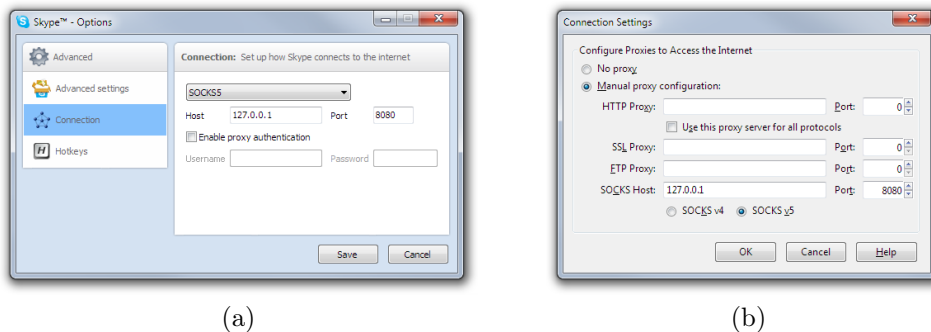 Skype™ - Options
Advanced
Advanced settings
Connection
Hotkeys
Connection: Set up how Skype connects to the internet
SOCKS5
Host 127.0.0.1 Port 8080
Enable proxy authentication
Username Password
Save Cancel
(a)
Connection Settings
Configure Proxies to Access the Internet
No proxy
Manual proxy configuration:
HTTP Proxy: Port: 0
Use this proxy server for all protocols
SSL Proxy: Port: 0
FTP Proxy: Port: 0
SOCKS Host: 127.0.0.1 Port: 8080
SOCKS v4 SOCKS v5
OK Cancel Help
(b)